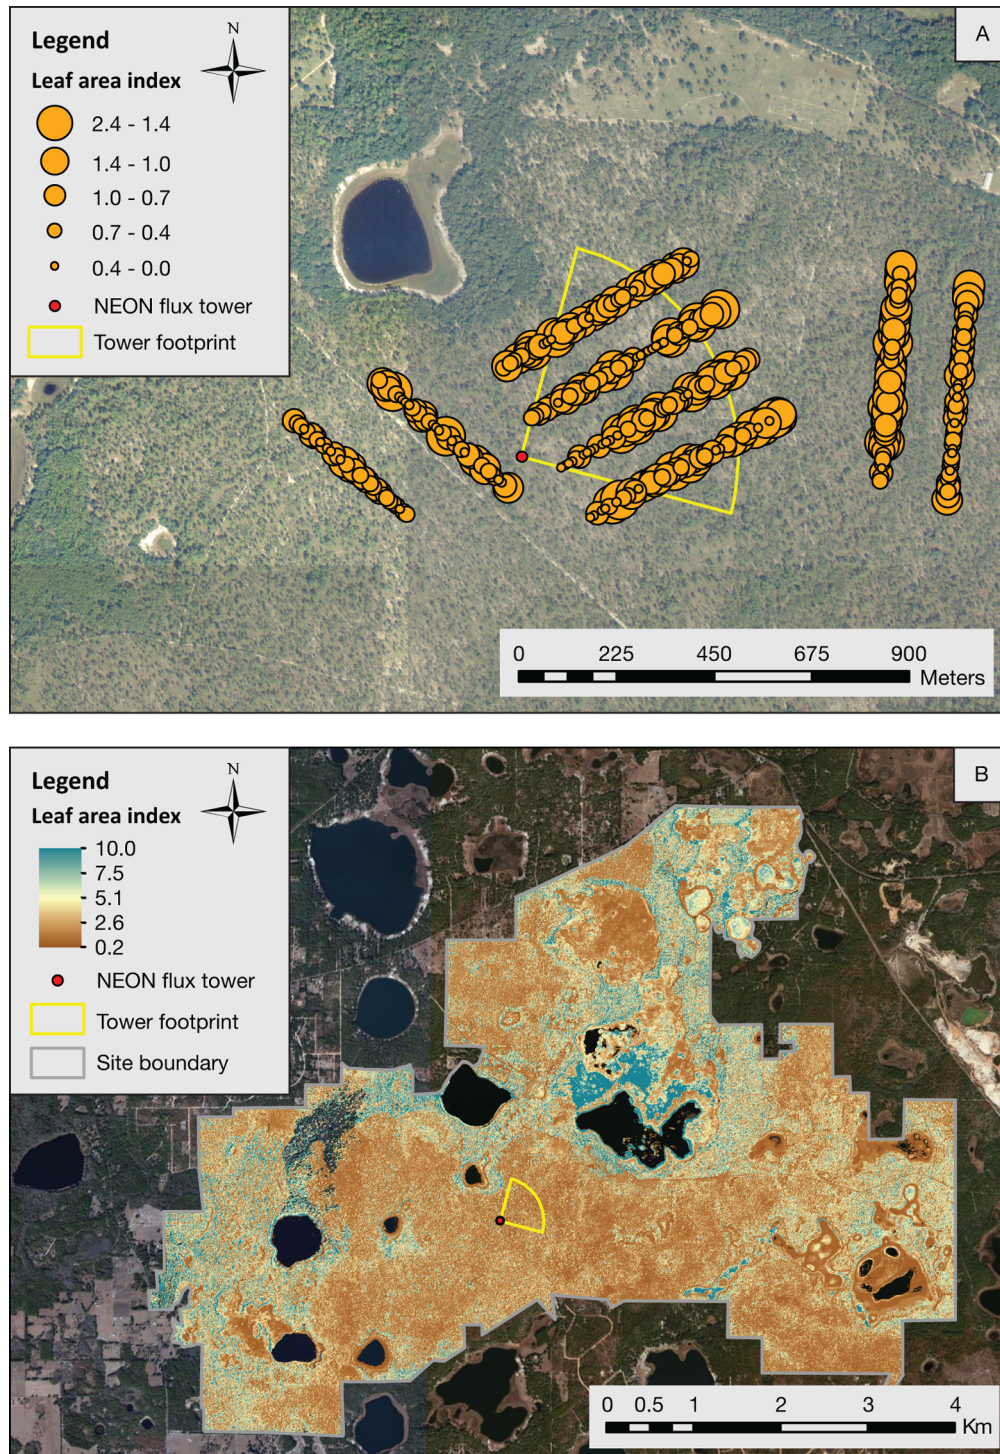 A
Legend
N
Leaf area index
2.4 - 1.4
1.4 - 1.0
1.0 - 0.7
0.7 - 0.4
0.4 - 0.0
NEON flux tower
Tower footprint
0 225 450 675 900
Meters
B
Legend
N
Leaf area index
10.0
7.5
5.1
2.6
0.2
NEON flux tower
Tower footprint
Site boundary
0 0.5 1 2 3 4
Km